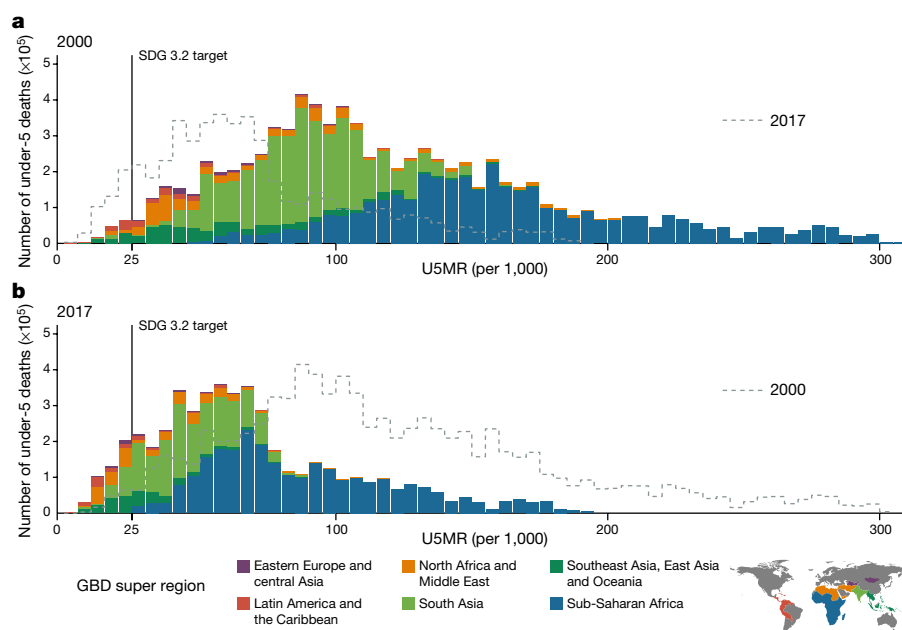 a
2000
SDG 3.2 target
5
4
3
2
1
0
Number of under-5 deaths (×10⁵)
2017
0
25
100
200
300
U5MR (per 1,000)
b
2017
SDG 3.2 target
5
4
3
2
1
0
Number of under-5 deaths (×10⁵)
2000
0
25
100
200
300
U5MR (per 1,000)
GBD super region
Eastern Europe and
central Asia
Latin America and
the Caribbean
North Africa and
Middle East
South Asia
Southeast Asia, East Asia
and Oceania
Sub-Saharan Africa